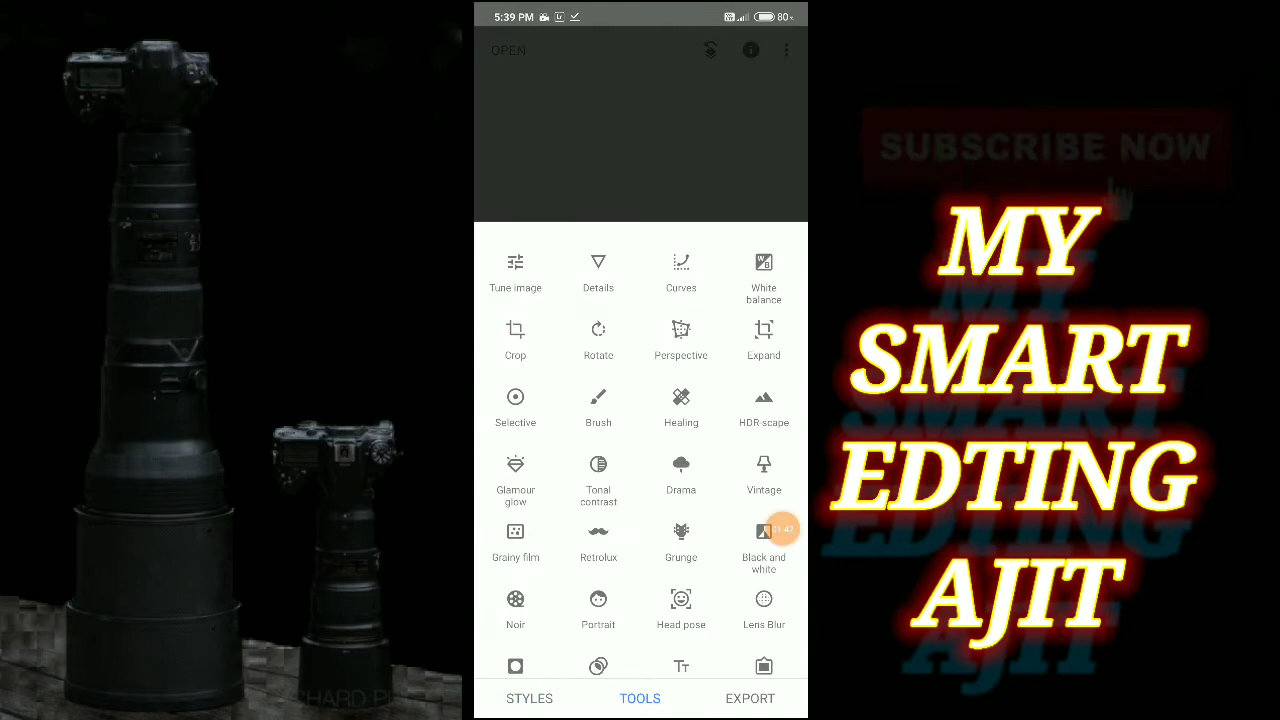 5:39 PM
80
OPEN
Tune image
Details
Curves
White balance
Crop
Rotate
Perspective
Expand
Selective
Brush
Healing
HDR-scape
Glamour glow
Tonal contrast
Drama
Vintage
Grainy film
Retrolux
Grunge
Black and white
01:42
Noir
Portrait
Head pose
Lens Blur
STYLES
TOOLS
EXPORT
SUBSCRIBE NOW
MY
SMART
EDTING
AJIT